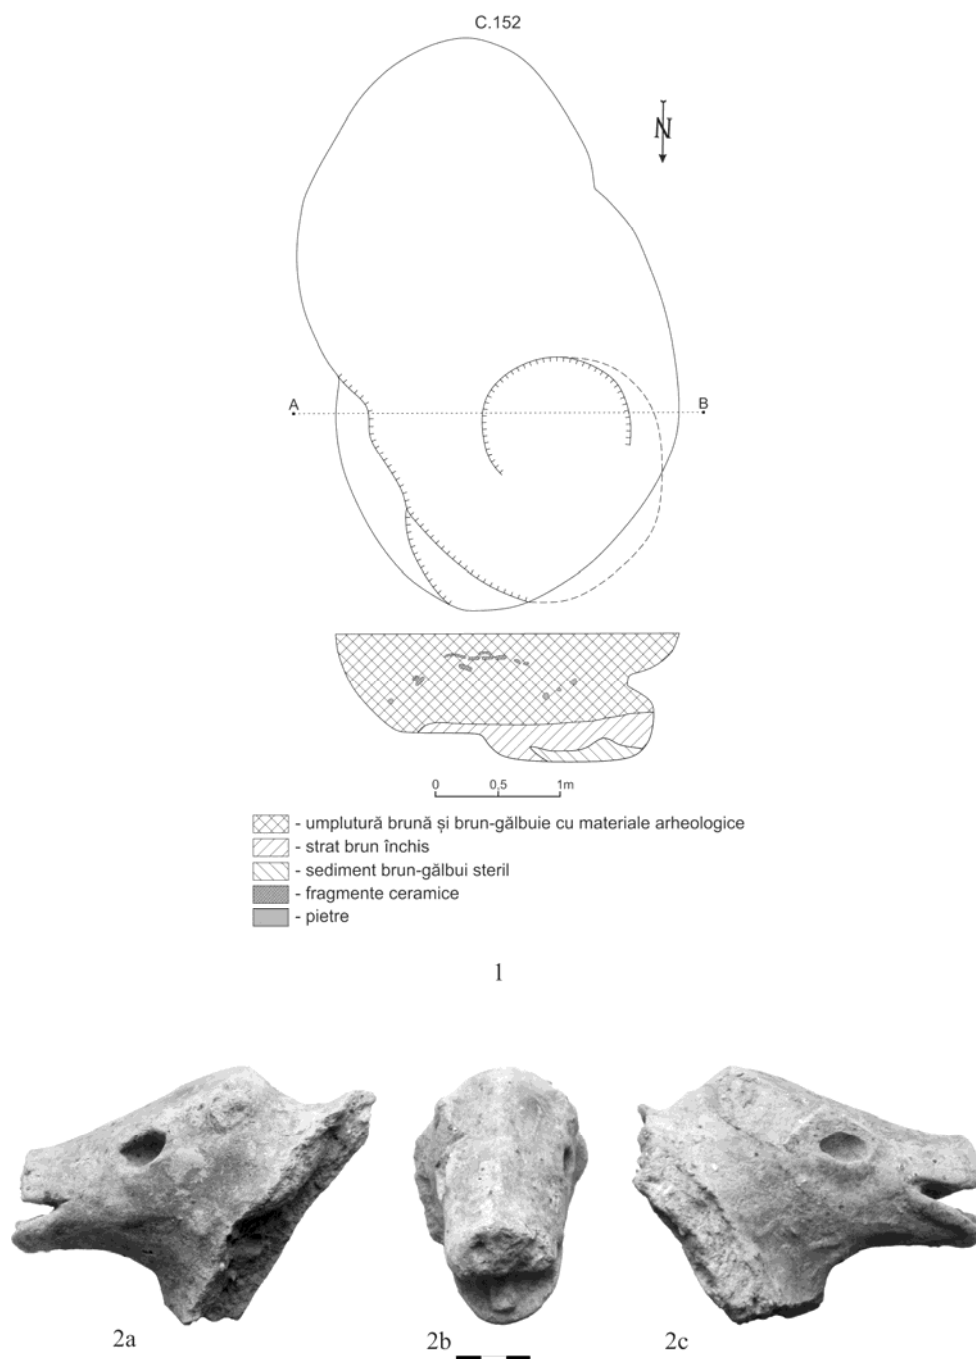 C.152
N
A
B
0 0,5 1m
- umplutură brună și brun-gălbuie cu materiale arheologice
- strat brun închis
- sediment brun-gălbui steril
- fragmente ceramice
- pietre
1
2a 2b 2c